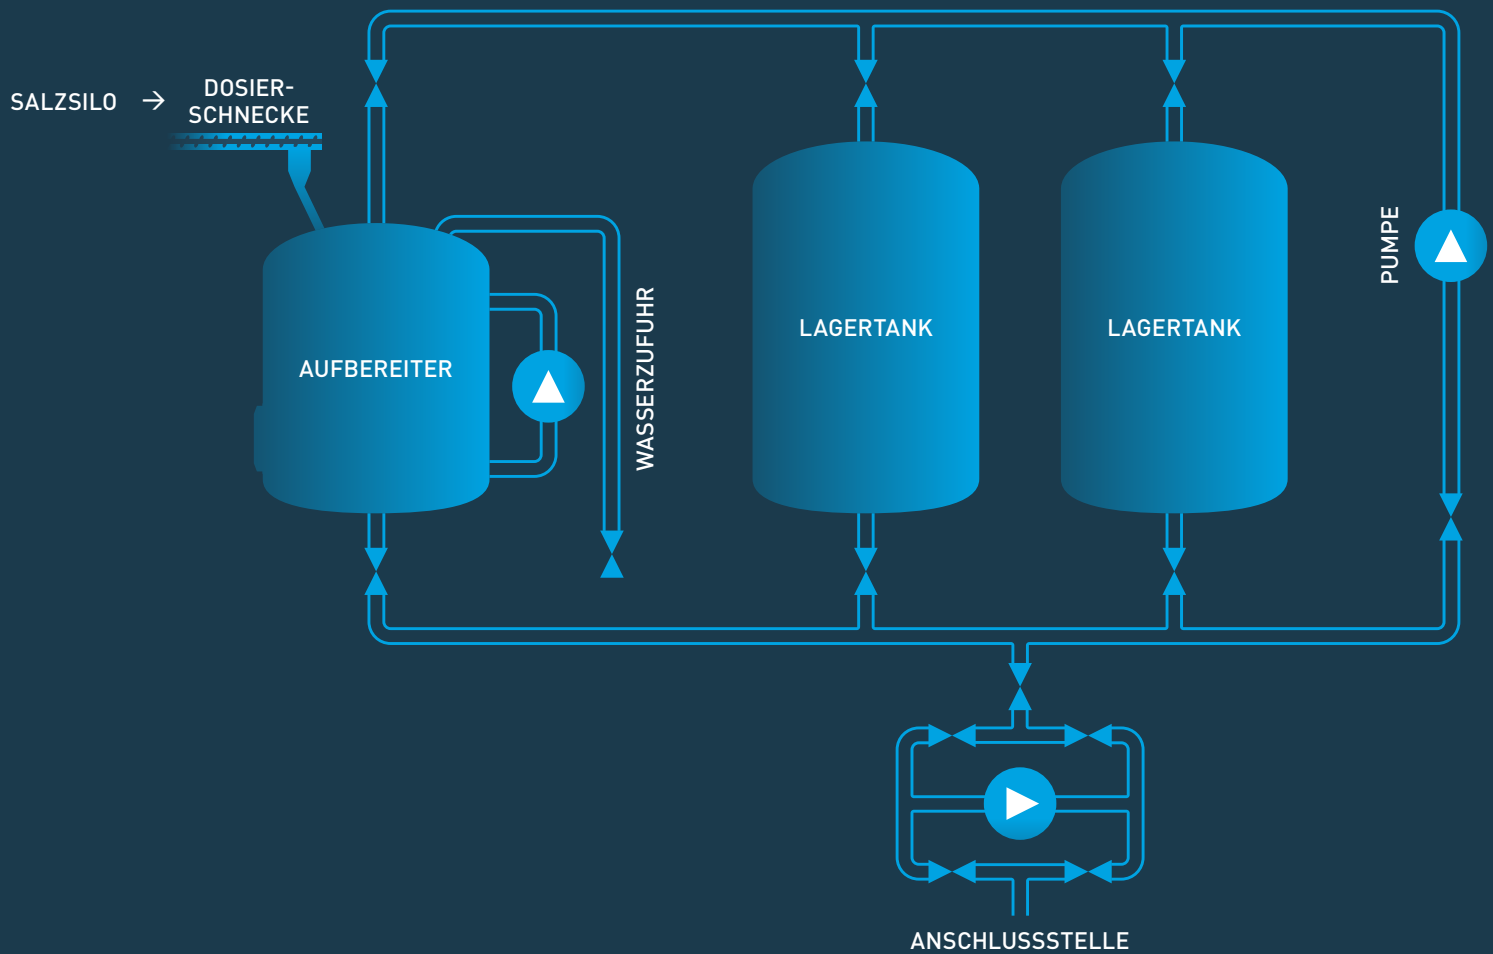 SALZSILO →
DOSIER-
SCHNECKE
AUFBEREITER
WASSERZUFUHR
LAGERTANK
LAGERTANK
PUMPE
ANSCHLUSSSTELLE